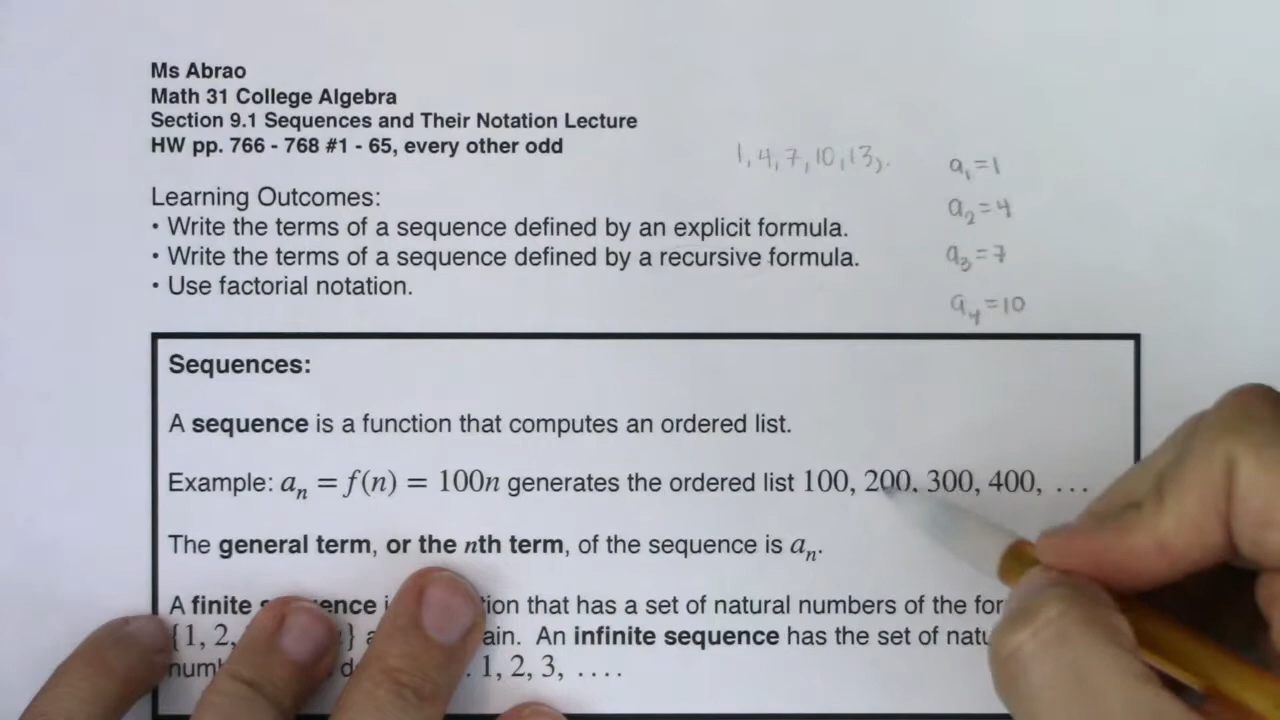 Ms Abrao
Math 31 College Algebra
Section 9.1 Sequences and Their Notation Lecture
HW pp. 766 - 768 #1 - 65, every other odd
1, 4, 7, 10, 13, .
a₁ = 1
a₂ = 4
a₃ = 7
a₄ = 10
Learning Outcomes:
• Write the terms of a sequence defined by an explicit formula.
• Write the terms of a sequence defined by a recursive formula.
• Use factorial notation.
Sequences:
A sequence is a function that computes an ordered list.
Example: aₙ = f(n) = 100n generates the ordered list 100, 200, 300, 400, …
The general term, or the nth term, of the sequence is aₙ.
A finite that has a set of natural numbers of the
{1, 2, An infinite sequence has the set of
1, 2, 3, ….